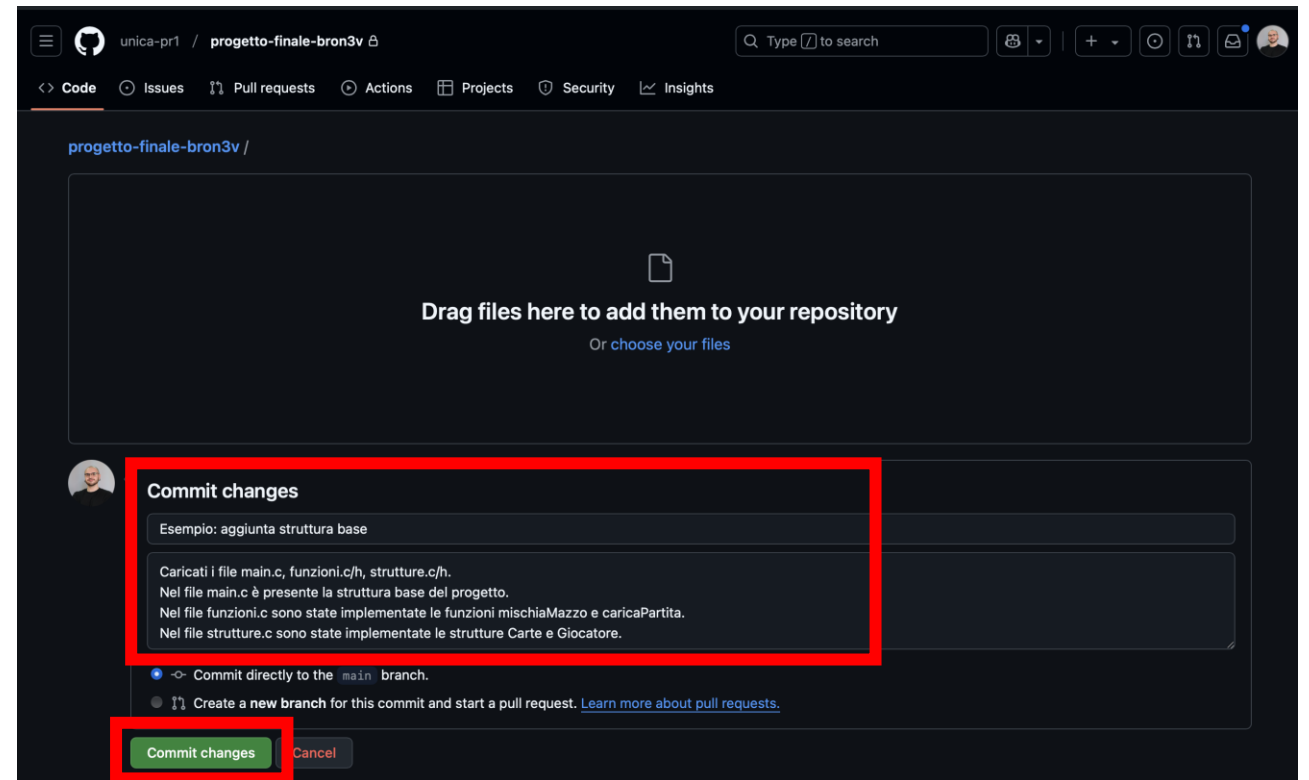 unica-pr1 / progetto-finale-bron3v
Type / to search
Code Issues Pull requests Actions Projects Security Insights
progetto-finale-bron3v /
Drag files here to add them to your repository
Or choose your files
Commit changes
Esempio: aggiunta struttura base
Caricati i file main.c, funzioni.c/h, strutture.c/h.
Nel file main.c è presente la struttura base del progetto.
Nel file funzioni.c sono state implementate le funzioni mischiaMazzo e caricaPartita.
Nel file strutture.c sono state implementate le strutture Carte e Giocatore.
Commit directly to the main branch.
Create a new branch for this commit and start a pull request. Learn more about pull requests.
Commit changes Cancel